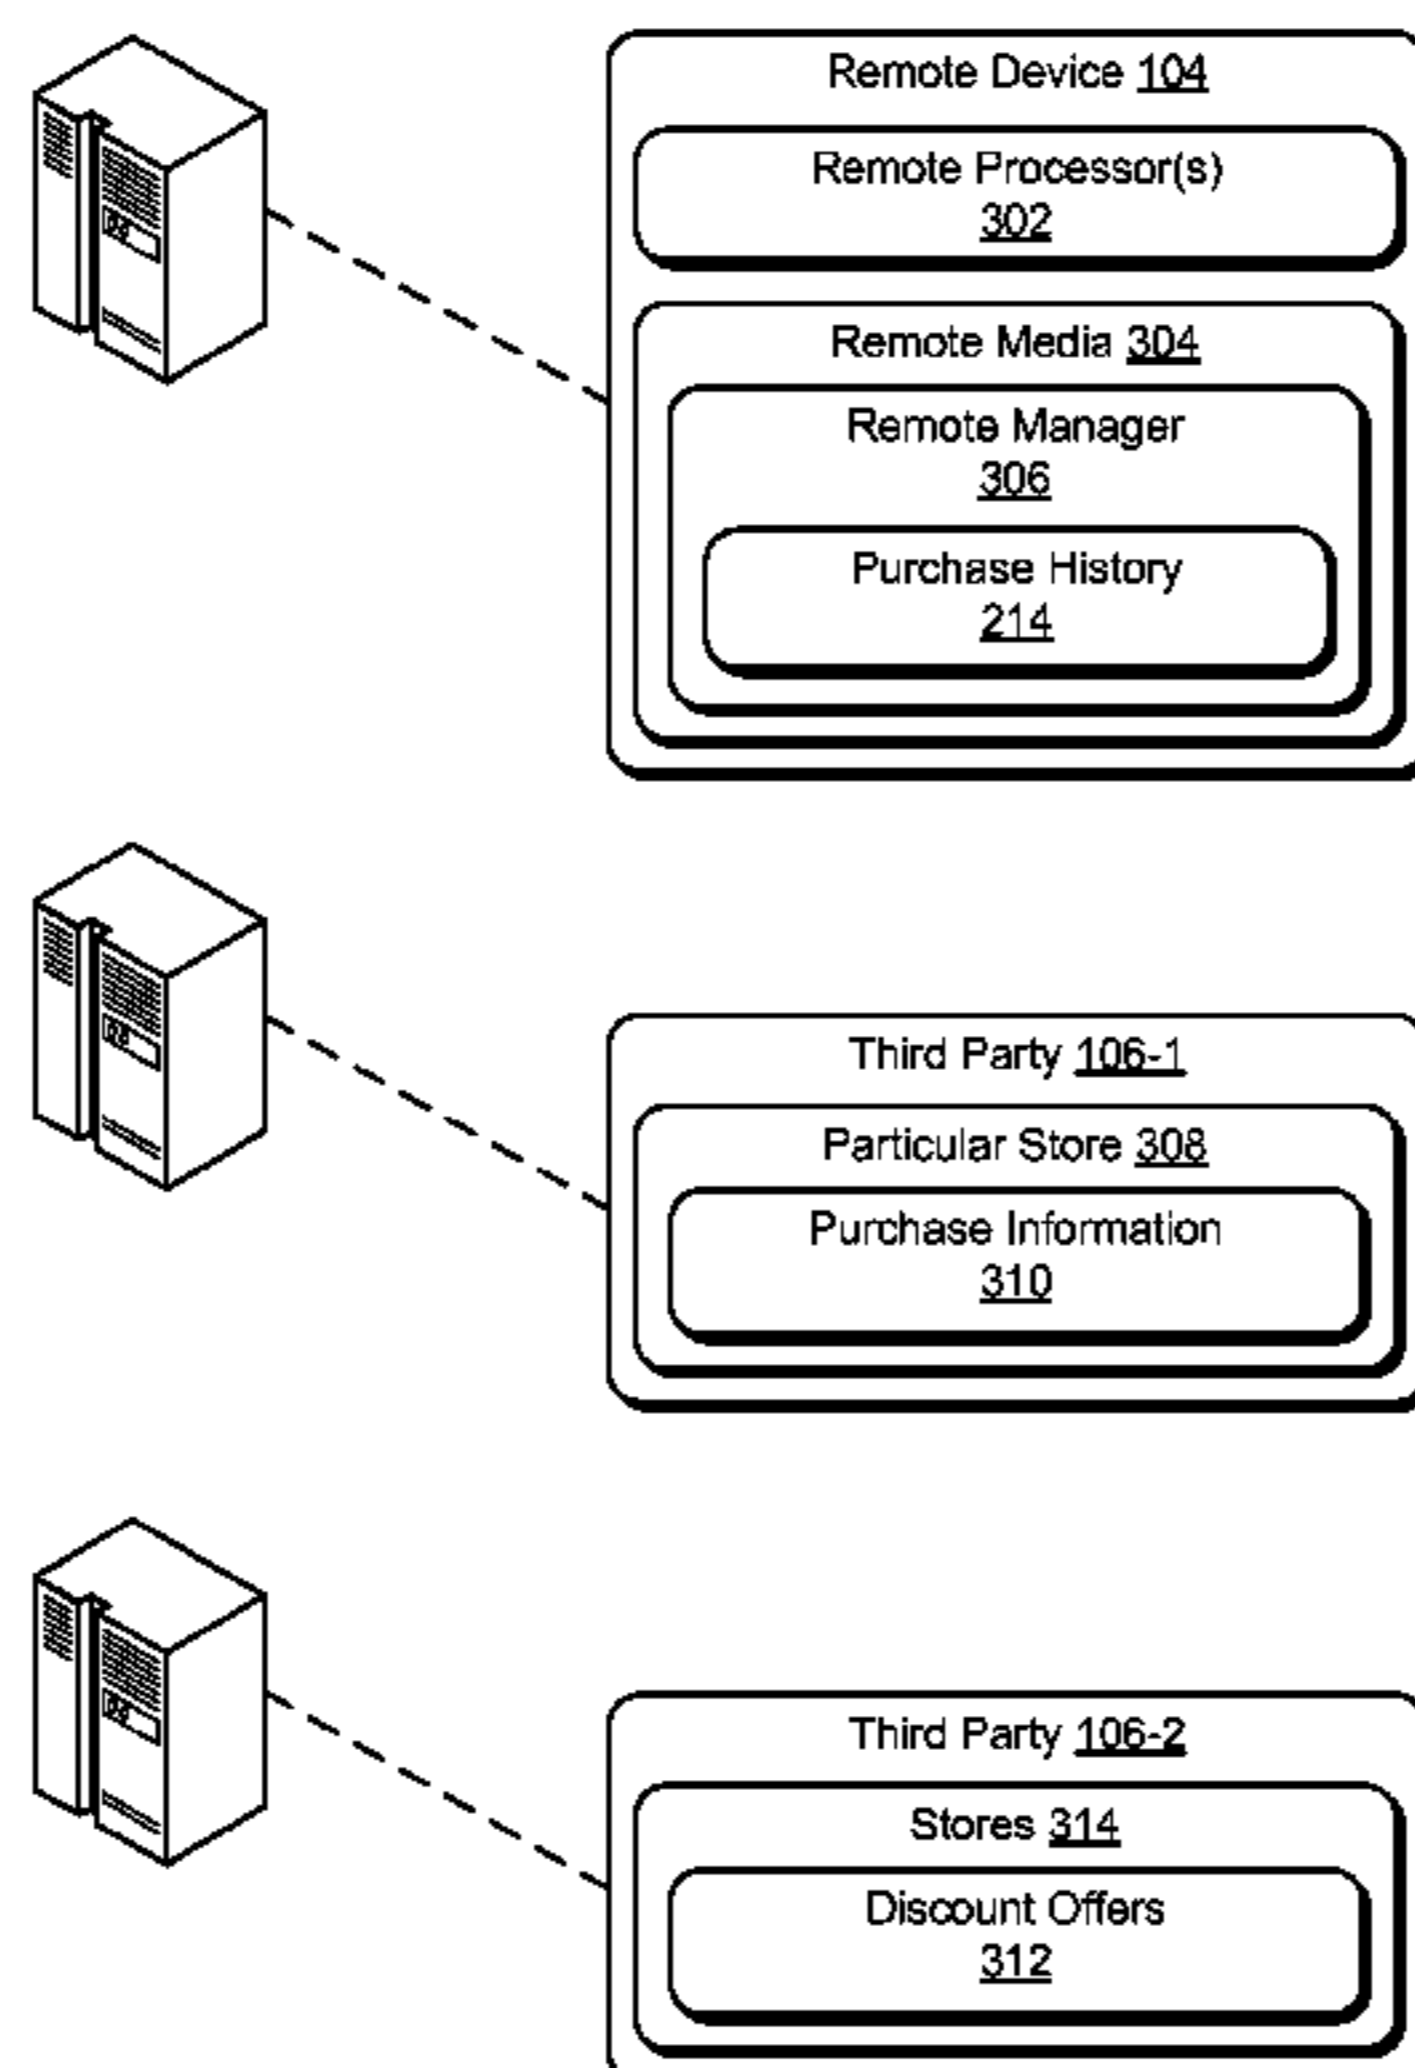 Remote Device 104
Remote Processor(s)
302
Remote Media 304
Remote Manager
306
Purchase History
214
Third Party 106-1
Particular Store 308
Purchase Information
310
Third Party 106-2
Stores 314
Discount Offers
312